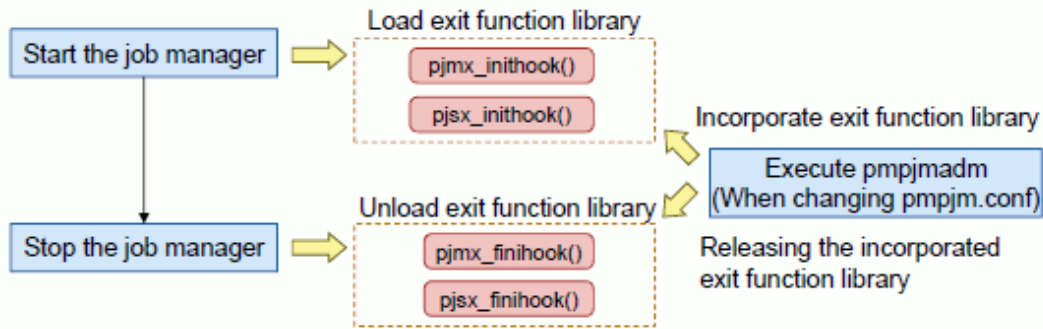 Load exit function library
Start the job manager
pjmx_inithook()
pjsx_inithook()
Incorporate exit function library
Execute pmpjmadm
(When changing pmpjm.conf)
Unload exit function library
Stop the job manager
pjmx_finihook()
pjsx_finihook()
Releasing the incorporated
exit function library